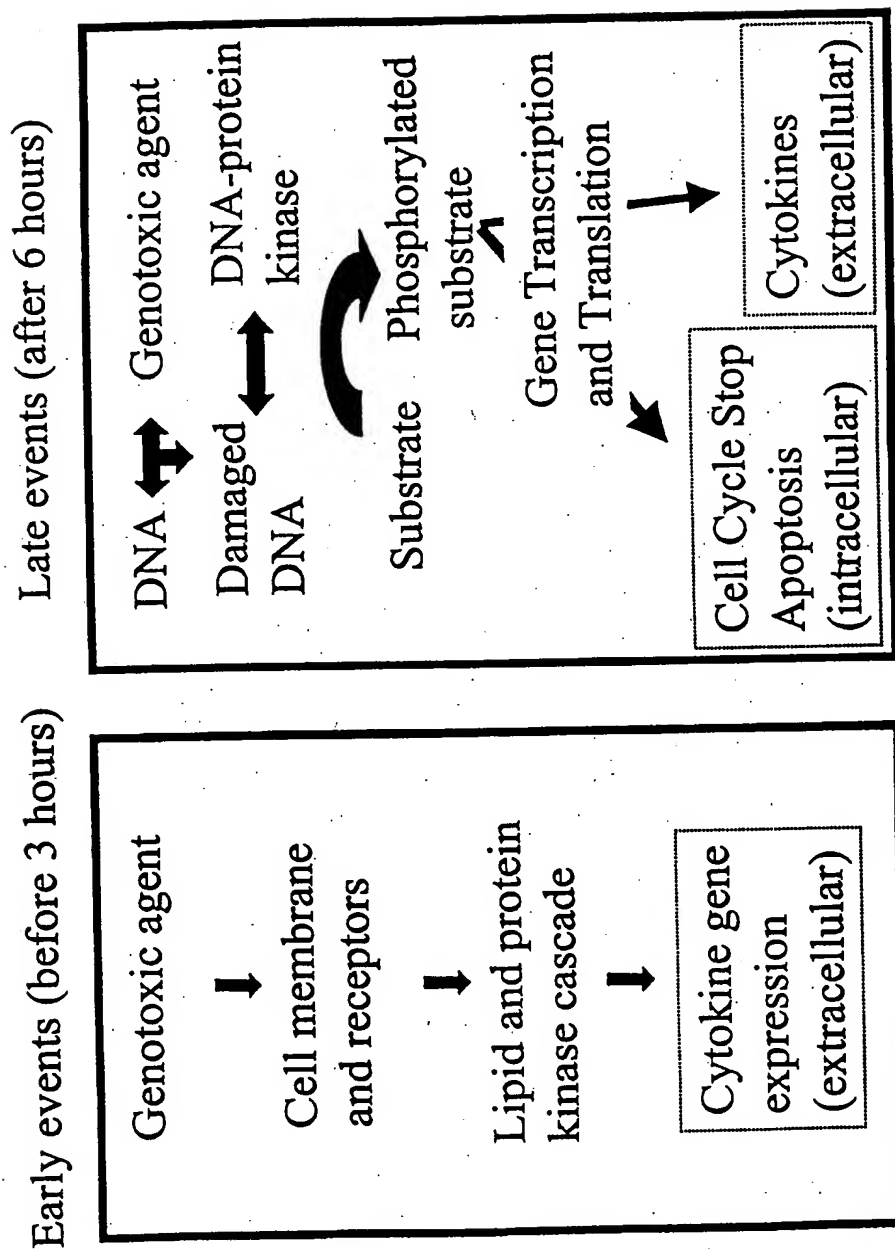 Early events (before 3 hours)
Genotoxic agent
Cell membrane
and receptors
Lipid and protein
kinase cascade
Cytokine gene
expression
(extracellular)
Late events (after 6 hours)
DNA Genotoxic agent
Damaged DNA-protein
DNA kinase
Substrate Phosphorylated
substrate
Gene Transcription
and Translation
Cell Cycle Stop
Apoptosis
(intracellular)
Cytokines
(extracellular)